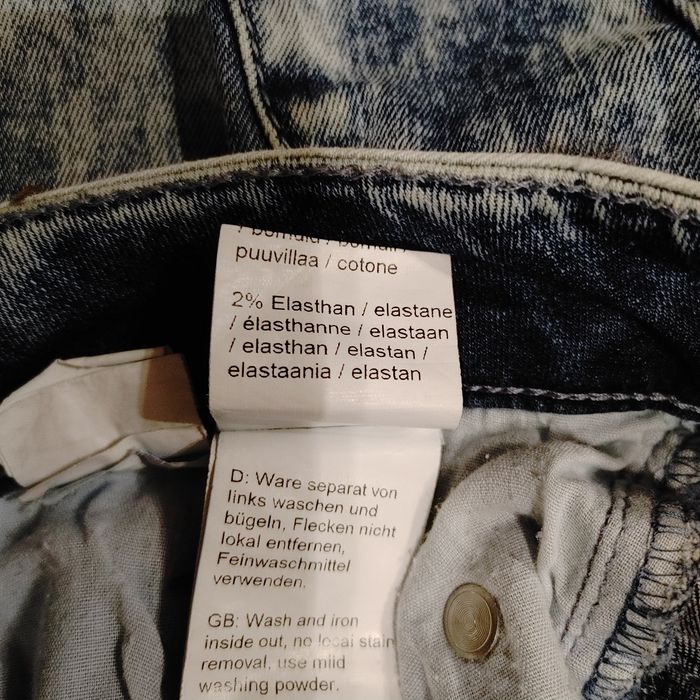 / bomuld / bomull /
puuvillaa / cotone
2% Elasthan / elastane
/ élasthanne / elastaan
/ elasthan / elastan /
elastaania / elastan
D: Ware separat von
links waschen und
bügeln, Flecken nicht
lokal entfernen,
Feinwaschmittel
verwenden.
GB: Wash and iron
inside out, no local stain
removal, use mild
washing powder.